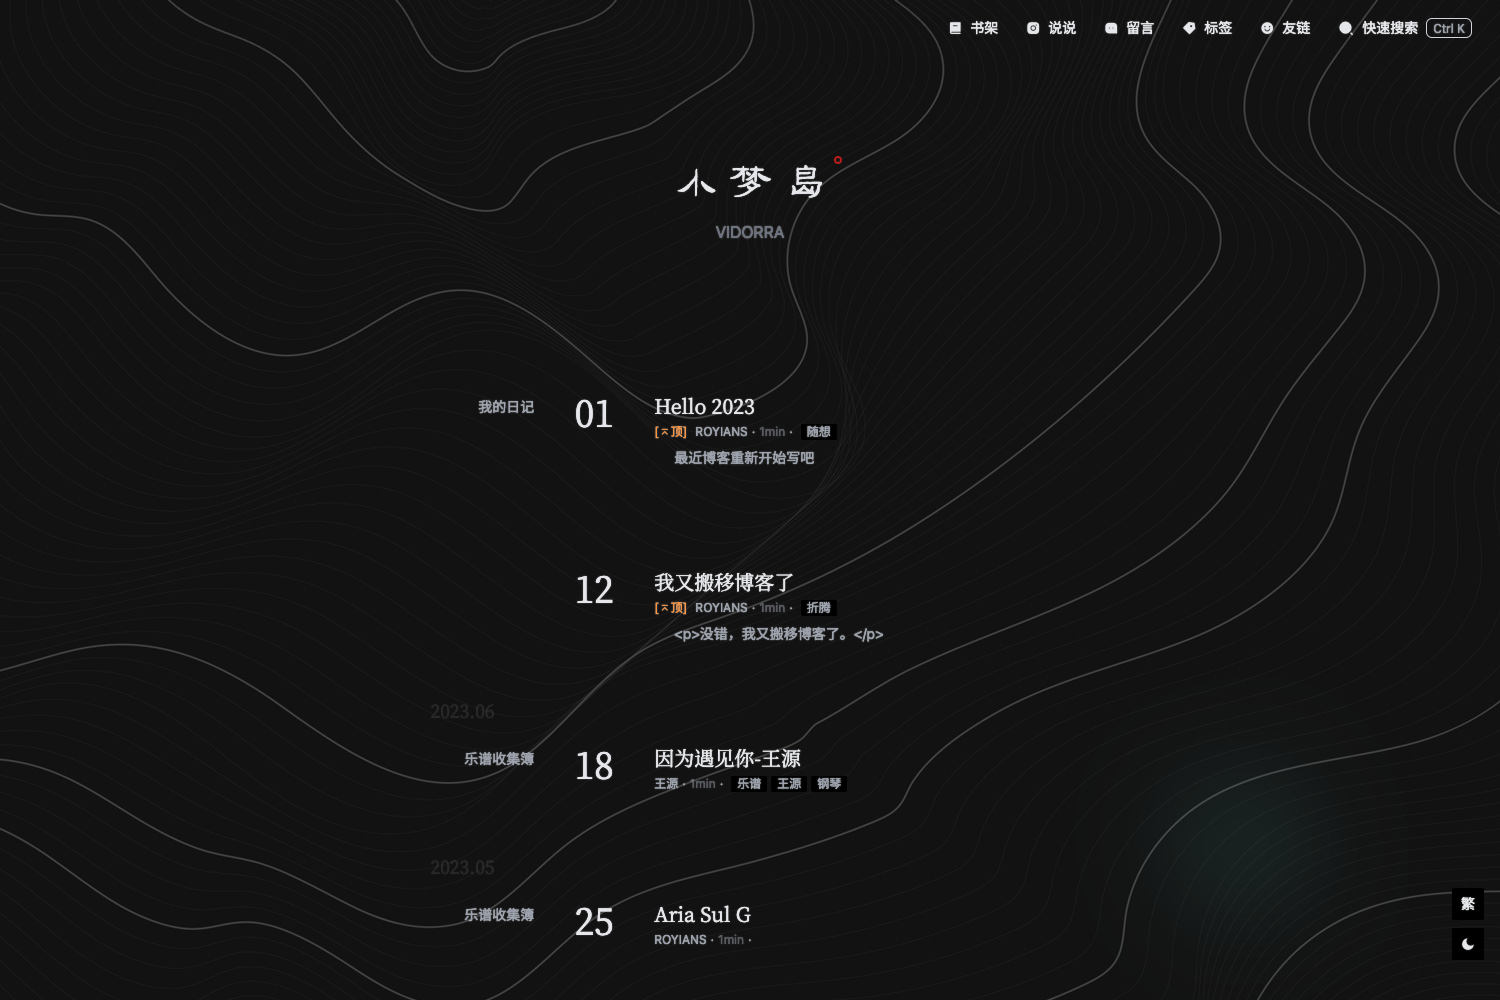 书架 说说 留言 标签 友链 快速搜索 Ctrl K
小梦岛
VIDORRA
我的日记 01 Hello 2023
[顶] ROYIANS · 1min · 随想
最近博客重新开始写吧
12 我又搬移博客了
[顶] ROYIANS · 1min · 折腾
<p>没错，我又搬移博客了。</p>
2023.06
乐谱收集簿 18 因为遇见你-王源
王源 · 1min · 乐谱 王源 钢琴
2023.05
乐谱收集簿 25 Aria Sul G
ROYIANS · 1min ·
繁